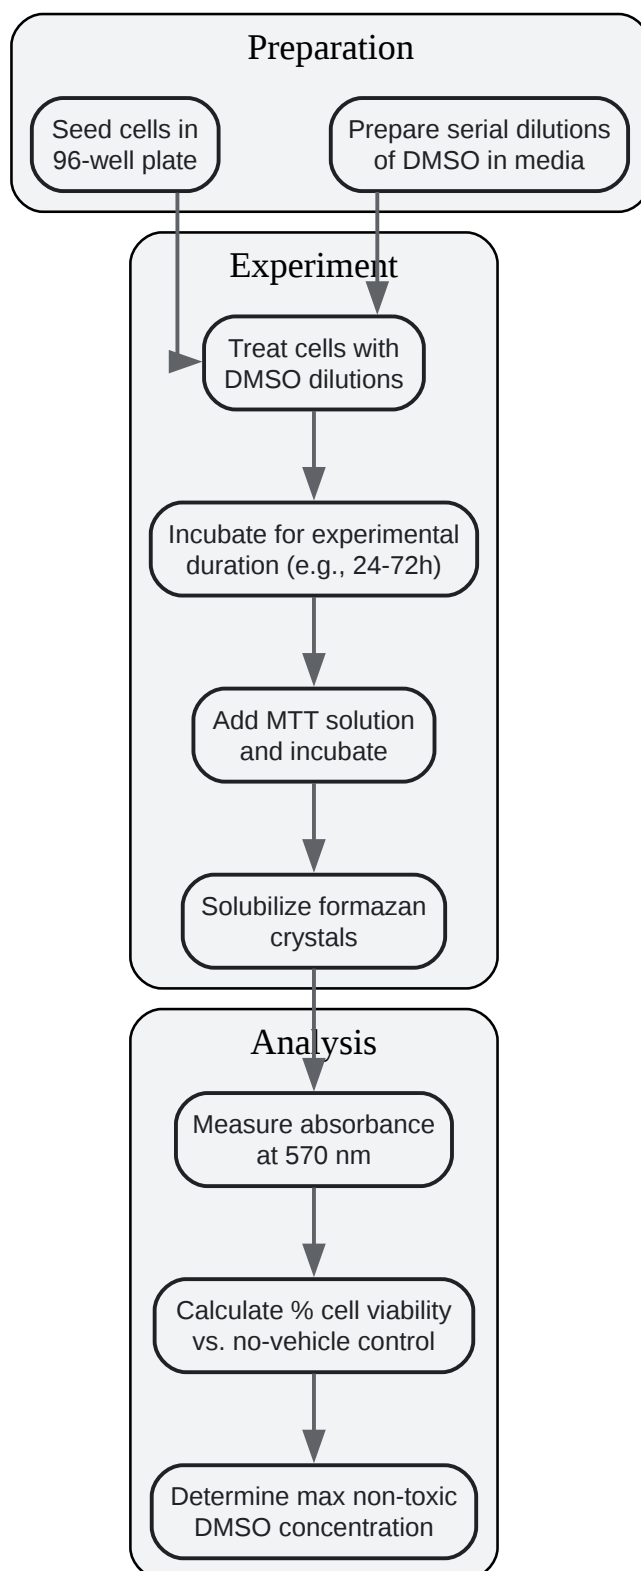 Preparation
Seed cells in
96-well plate
Prepare serial dilutions
of DMSO in media
Experiment
Treat cells with
DMSO dilutions
Incubate for experimental
duration (e.g., 24-72h)
Add MTT solution
and incubate
Solubilize formazan
crystals
Analysis
Measure absorbance
at 570 nm
Calculate % cell viability
vs. no-vehicle control
Determine max non-toxic
DMSO concentration